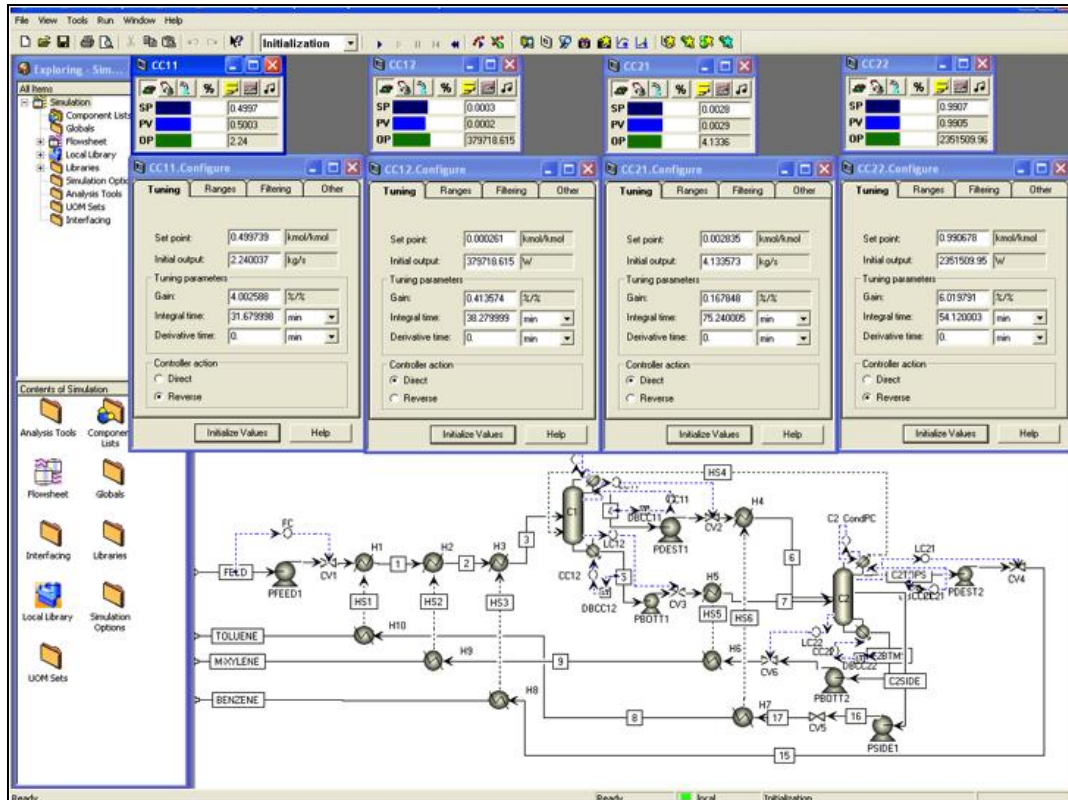 File View Tools Run Window Help
Initialization
Exploring - Sim...
All Items
Simulation
Component Lists
Globals
Flowsheet
Local Library
Libraries
Simulation Optio
Analysis Tools
UOM Sets
Interfacing
CC11
%
SP 0.4997
PV 0.5003
OP 2.24
CC12
%
SP 0.0003
PV 0.0002
OP 379718.615
CC21
%
SP 0.0028
PV 0.0029
OP 4.1336
CC22
%
SP 0.9907
PV 0.9905
OP 2351509.96
CC11.Configure
Tuning Ranges Filtering Other
Set point: 0.499739 kmol/kmol
Initial output: 2.240037 kg/s
Tuning parameters
Gain: 4.002588 %/%
Integral time: 31.679998 min
Derivative time: 0. min
Controller action
Direct
Reverse
Initialize Values Help
CC12.Configure
Tuning Ranges Filtering Other
Set point: 0.000261 kmol/kmol
Initial output: 379718.615 W
Tuning parameters
Gain: 0.413574 %/%
Integral time: 38.279999 min
Derivative time: 0. min
Controller action
Direct
Reverse
Initialize Values Help
CC21.Configure
Tuning Ranges Filtering Other
Set point: 0.002835 kmol/kmol
Initial output: 4.133573 kg/s
Tuning parameters
Gain: 0.167848 %/%
Integral time: 75.240005 min
Derivative time: 0. min
Controller action
Direct
Reverse
Initialize Values Help
CC22.Configure
Tuning Ranges Filtering Other
Set point: 0.990678 kmol/kmol
Initial output: 2351509.95 W
Tuning parameters
Gain: 6.019791 %/%
Integral time: 54.120003 min
Derivative time: 0. min
Controller action
Direct
Reverse
Initialize Values Help
Contents of Simulation
Analysis Tools
Component Lists
Flowsheet
Globals
Interfacing
Libraries
Local Library
Simulation Options
UOM Sets
HS4
C1
CC11
DBCC11
CV2
H4
PDEST1
C2_CondPC
FC
3
LC12
6
LC21
FEED
H1
1
H2
2
H3
CC12
5
H5
PDEST2
CV4
CV1
PFEED1
DBCC12
CV3
PBOTT1
7
C2
HS1
HS2
HS3
HS5
HS6
LC22
TOLUENE
H10
H9
9
H6
CV6
DBCC22
C2BTM
MXYLENE
PBOTT2
C2SIDE
BENZENE
H8
8
H7
17
CV5
16
PSIDE1
15
Ready
Ready local Initialization